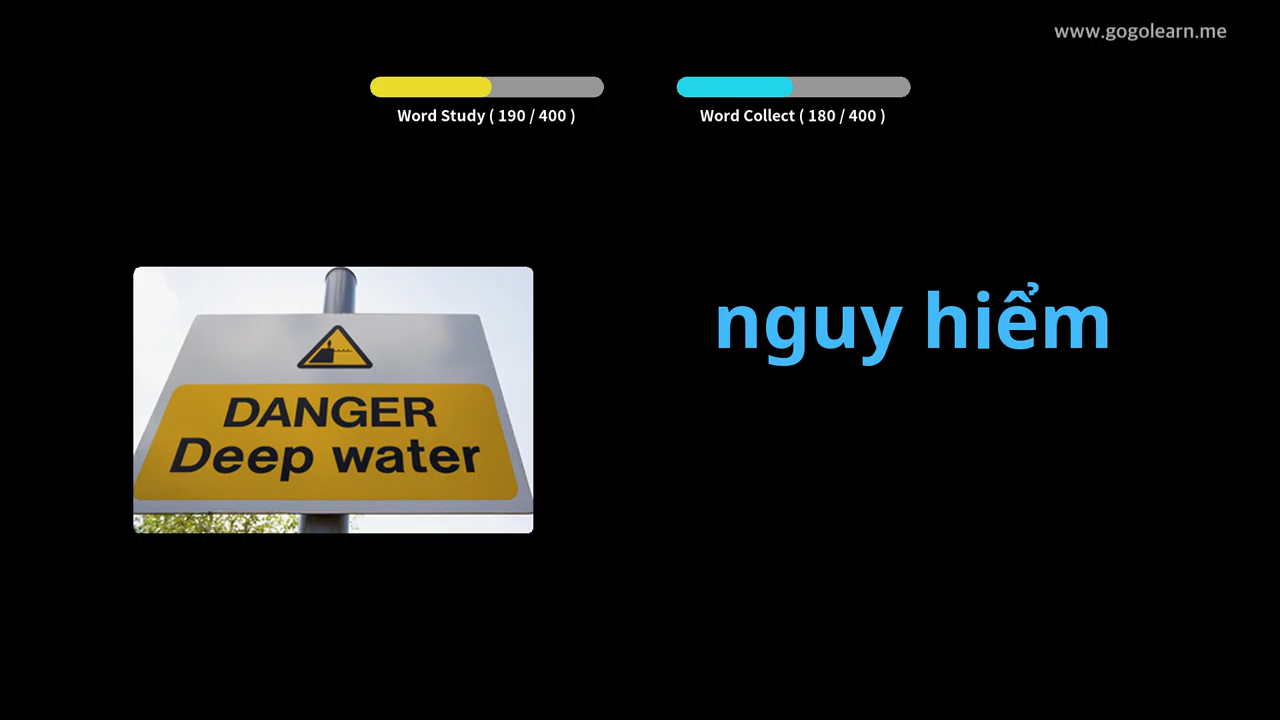 www.gogolearn.me
Word Study ( 190 / 400 )
Word Collect ( 180 / 400 )
nguy hiểm
DANGER
Deep water